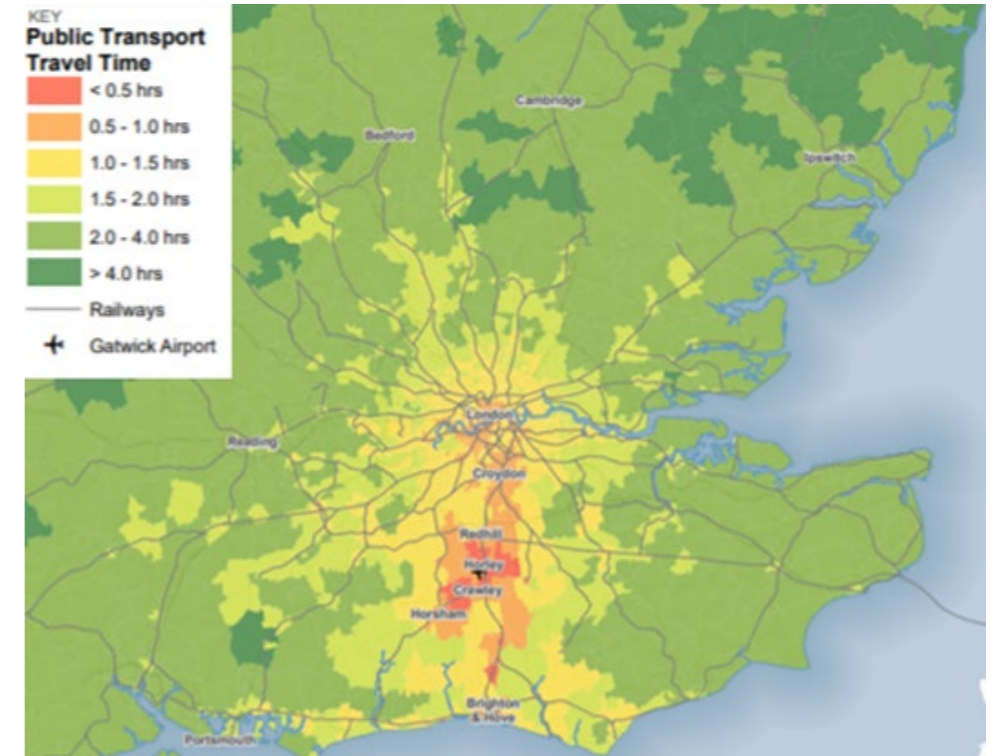 KEY
Public Transport
Travel Time
< 0.5 hrs
0.5 - 1.0 hrs
1.0 - 1.5 hrs
1.5 - 2.0 hrs
2.0 - 4.0 hrs
> 4.0 hrs
Railways
Gatwick Airport
Cambridge
Bedford
Ipswitch
London
Reading
Croydon
Redhill
Horley
Crawley
Horsham
Brighton
& Hove
Portsmouth